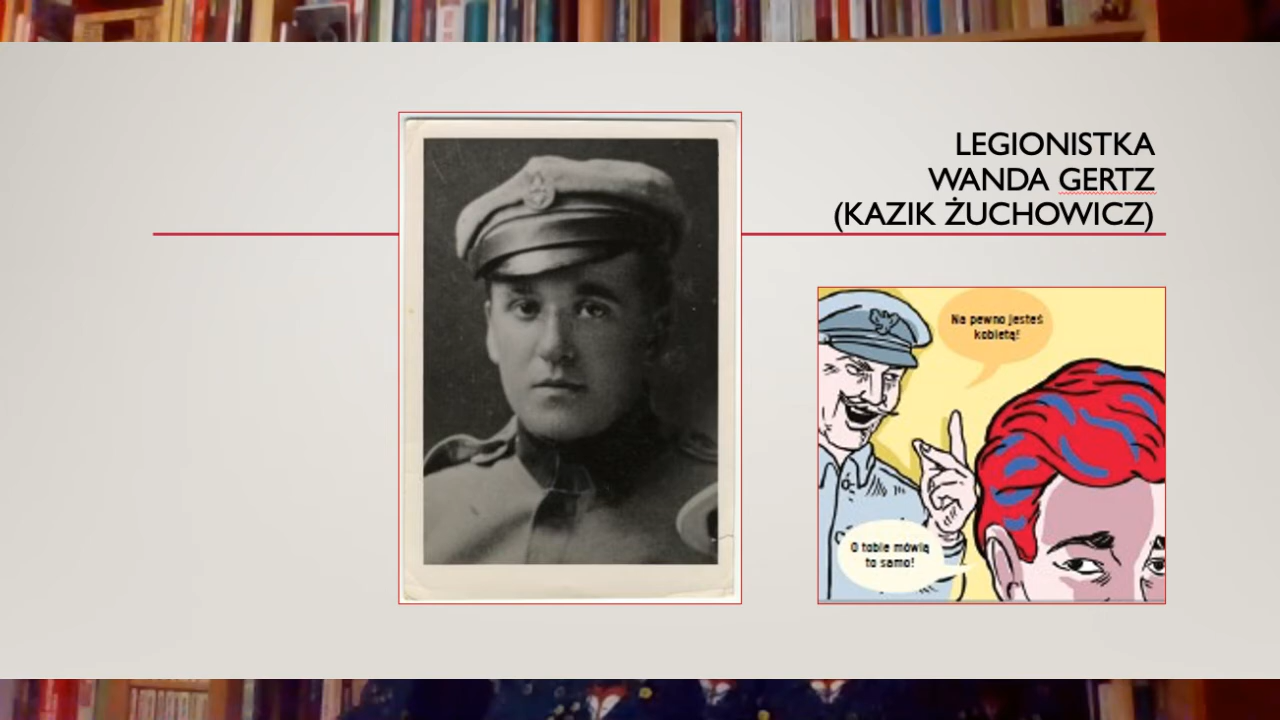 LEGIONISTKA
WANDA GERTZ
(KAZIK ŻUCHOWICZ)
Na pewno jesteś
kobietą!
O tobie mówią
to samo!